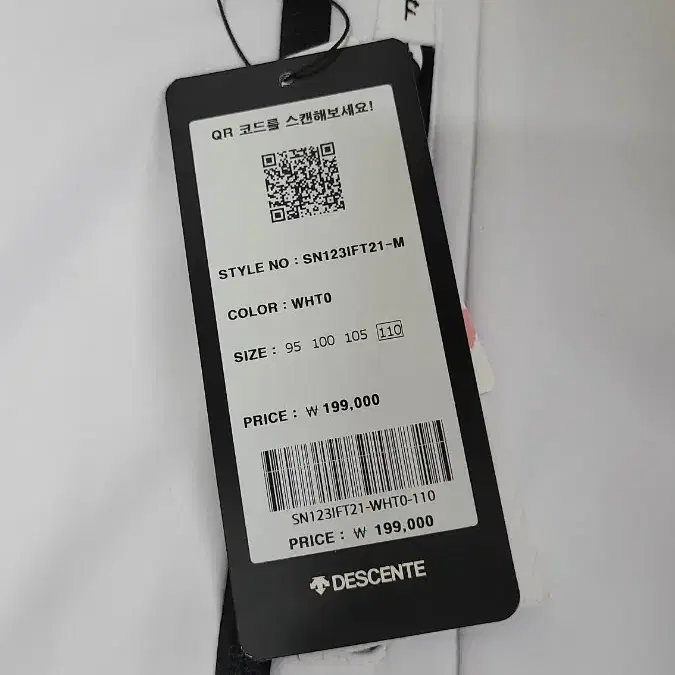 QR 코드를 스캔해보세요!
STYLE NO : SN123IFT21-M
COLOR : WHT0
SIZE : 95 100 105 110
PRICE : ₩ 199,000
SN123IFT21-WHT0-110
PRICE : ₩ 199,000
DESCENTE